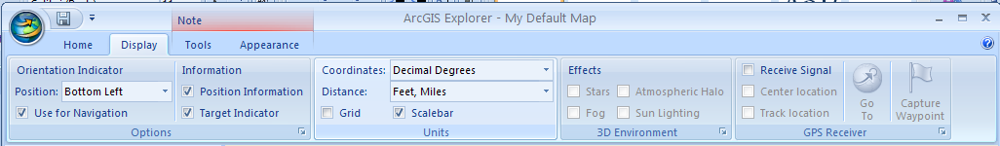 Note
ArcGIS Explorer - My Default Map
Home Display Tools Appearance
Orientation Indicator
Position: Bottom Left
Use for Navigation
Options
Information
Position Information
Target Indicator
Coordinates: Decimal Degrees
Distance: Feet, Miles
Grid Scalebar
Units
Effects
Stars Atmospheric Halo
Fog Sun Lighting
3D Environment
Receive Signal
Center location
Track location
Go
To
Capture
Waypoint
GPS Receiver